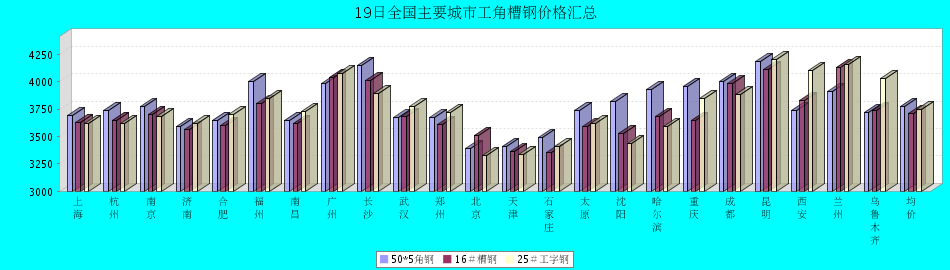 19日全国主要城市工角槽钢价格汇总
4250
4000
3750
3500
3250
3000
上海
杭州
南京
济南
合肥
福州
南昌
广州
长沙
武汉
郑州
北京
天津
石家庄
太原
沈阳
哈尔滨
重庆
成都
昆明
西安
兰州
乌鲁木齐
均价
50*5角钢 16#槽钢 25#工字钢